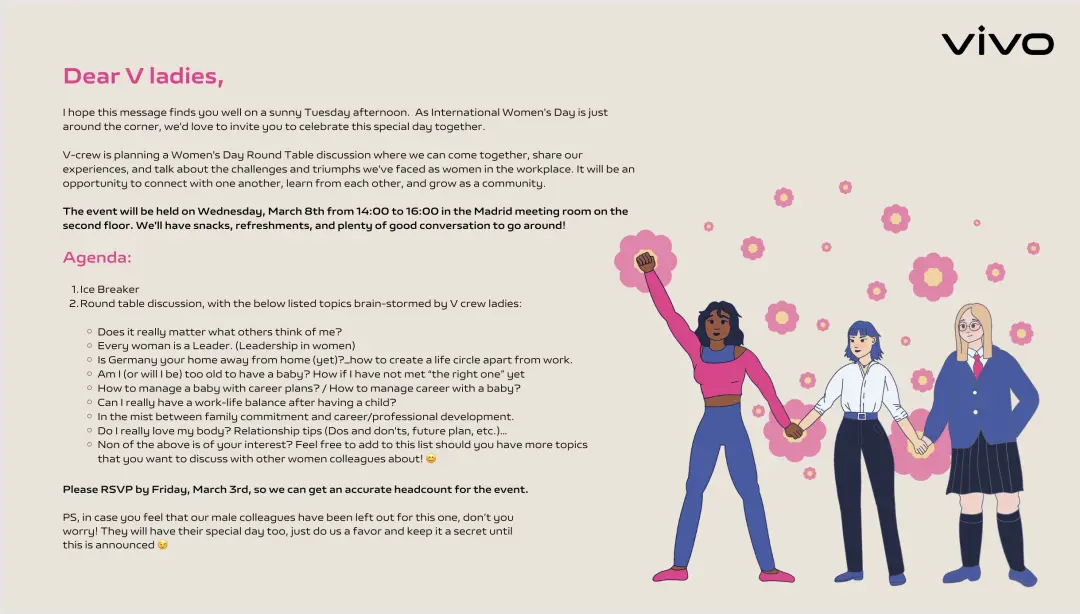 vivo
Dear V ladies,
I hope this message finds you well on a sunny Tuesday afternoon. As International Women's Day is just
around the corner, we'd love to invite you to celebrate this special day together.
V-crew is planning a Women's Day Round Table discussion where we can come together, share our
experiences, and talk about the challenges and triumphs we've faced as women in the workplace. It will be an
opportunity to connect with one another, learn from each other, and grow as a community.
The event will be held on Wednesday, March 8th from 14:00 to 16:00 in the Madrid meeting room on the
second floor. We'll have snacks, refreshments, and plenty of good conversation to go around!
Agenda:
1. Ice Breaker
2. Round table discussion, with the below listed topics brain-stormed by V crew ladies:
○ Does it really matter what others think of me?
○ Every woman is a Leader. (Leadership in women)
○ Is Germany your home away from home (yet)?...how to create a life circle apart from work.
○ Am I (or will I be) too old to have a baby? How if I have not met “the right one” yet
○ How to manage a baby with career plans? / How to manage career with a baby?
○ Can I really have a work-life balance after having a child?
○ In the mist between family commitment and career/professional development.
○ Do I really love my body? Relationship tips (Dos and don'ts, future plan, etc.)...
○ Non of the above is of your interest? Feel free to add to this list should you have more topics
that you want to discuss with other women colleagues about! 😊
Please RSVP by Friday, March 3rd, so we can get an accurate headcount for the event.
PS, in case you feel that our male colleagues have been left out for this one, don’t you
worry! They will have their special day too, just do us a favor and keep it a secret until
this is announced 😉